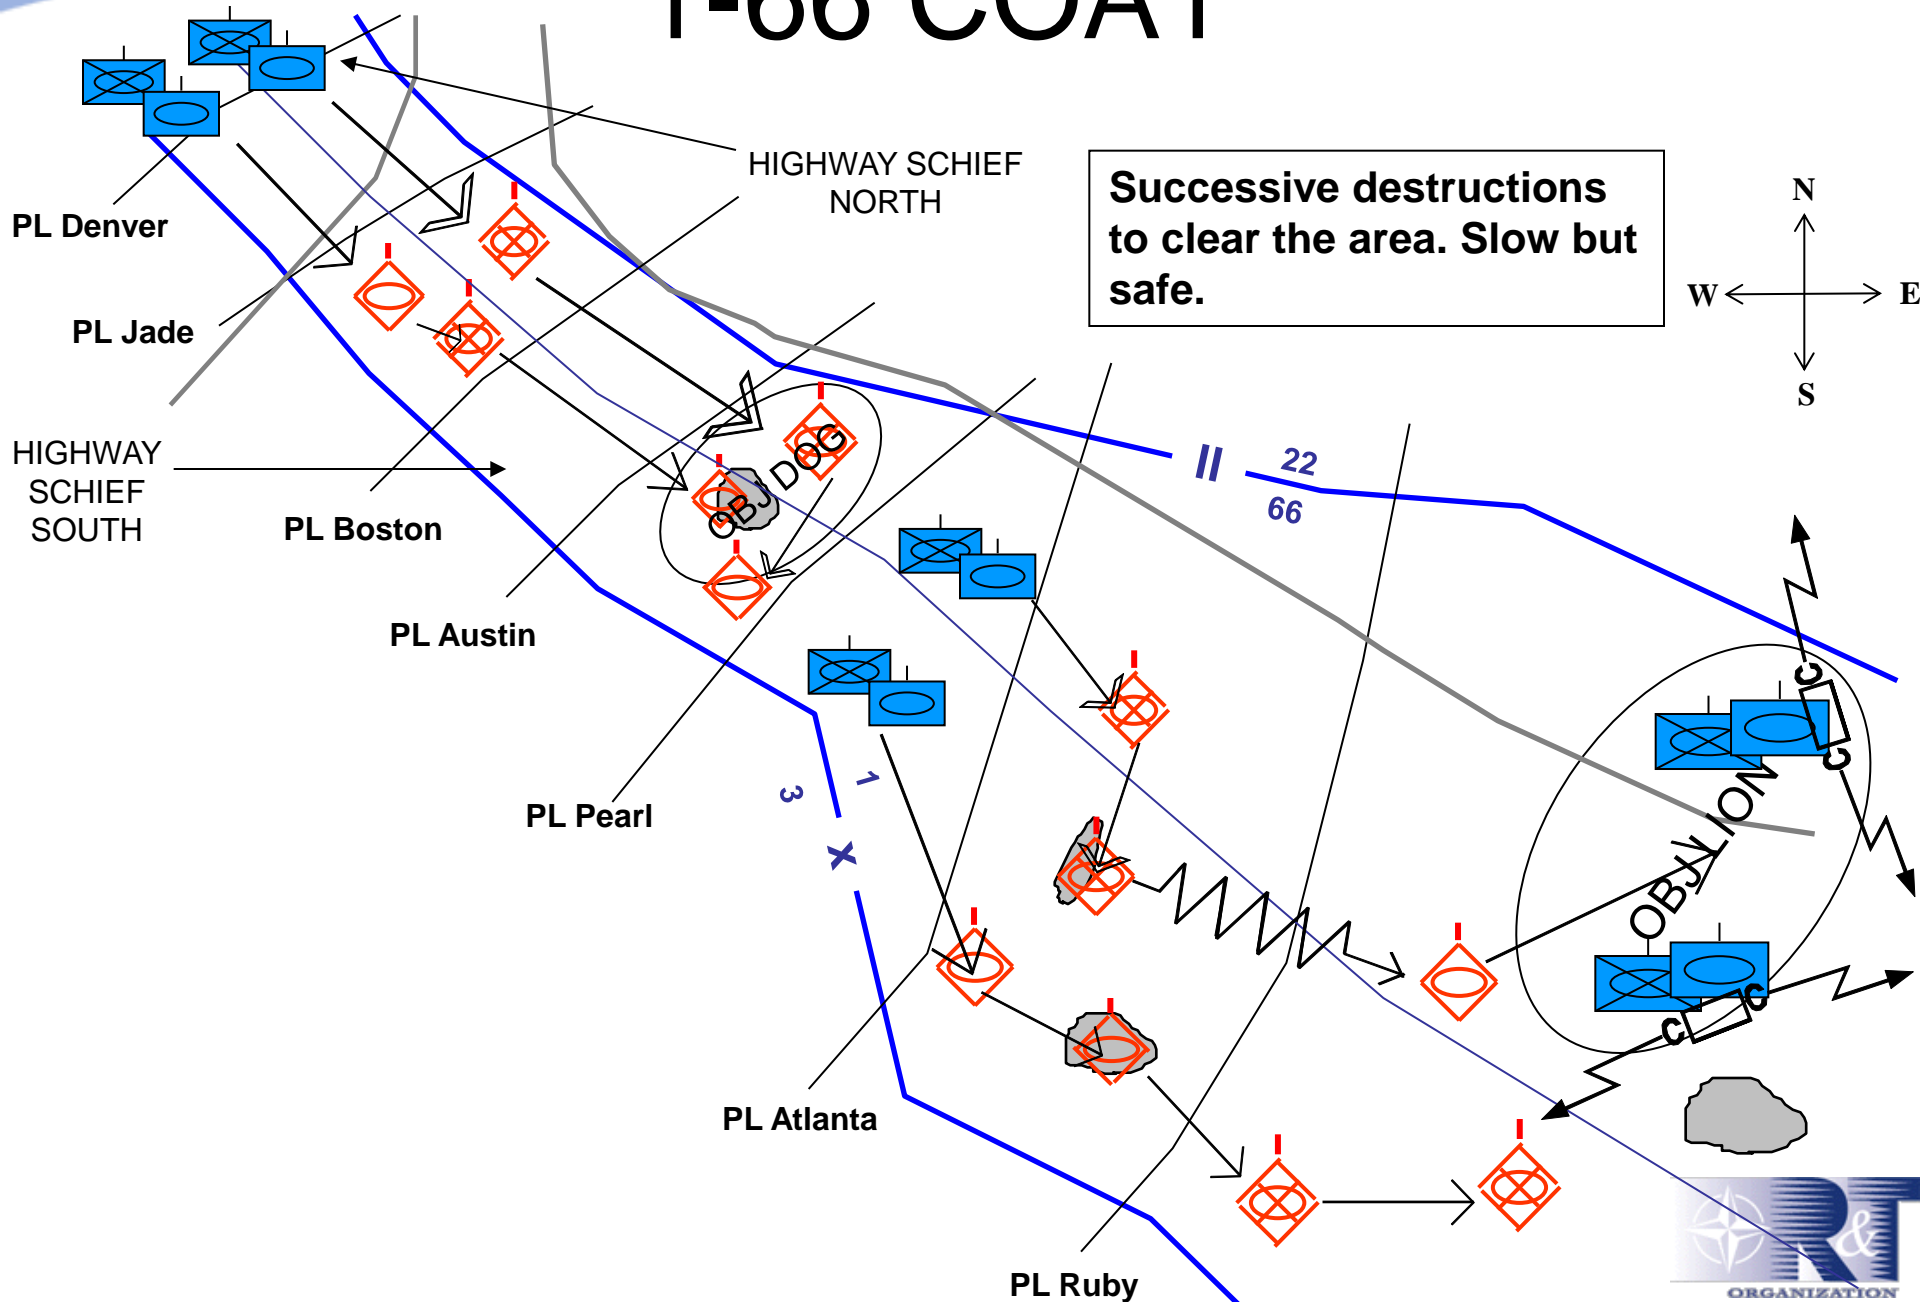 1-66 COA 1
HIGHWAY SCHIEF
NORTH
Successive destructions
to clear the area. Slow but
safe.
N
W
E
S
PL Denver
PL Jade
HIGHWAY
SCHIEF
SOUTH
PL Boston
PL Austin
OBJ DOG
II
22
66
PL Pearl
1
3
X
C
C
OBJ LION
C
C
PL Atlanta
PL Ruby
R&T
ORGANIZATION